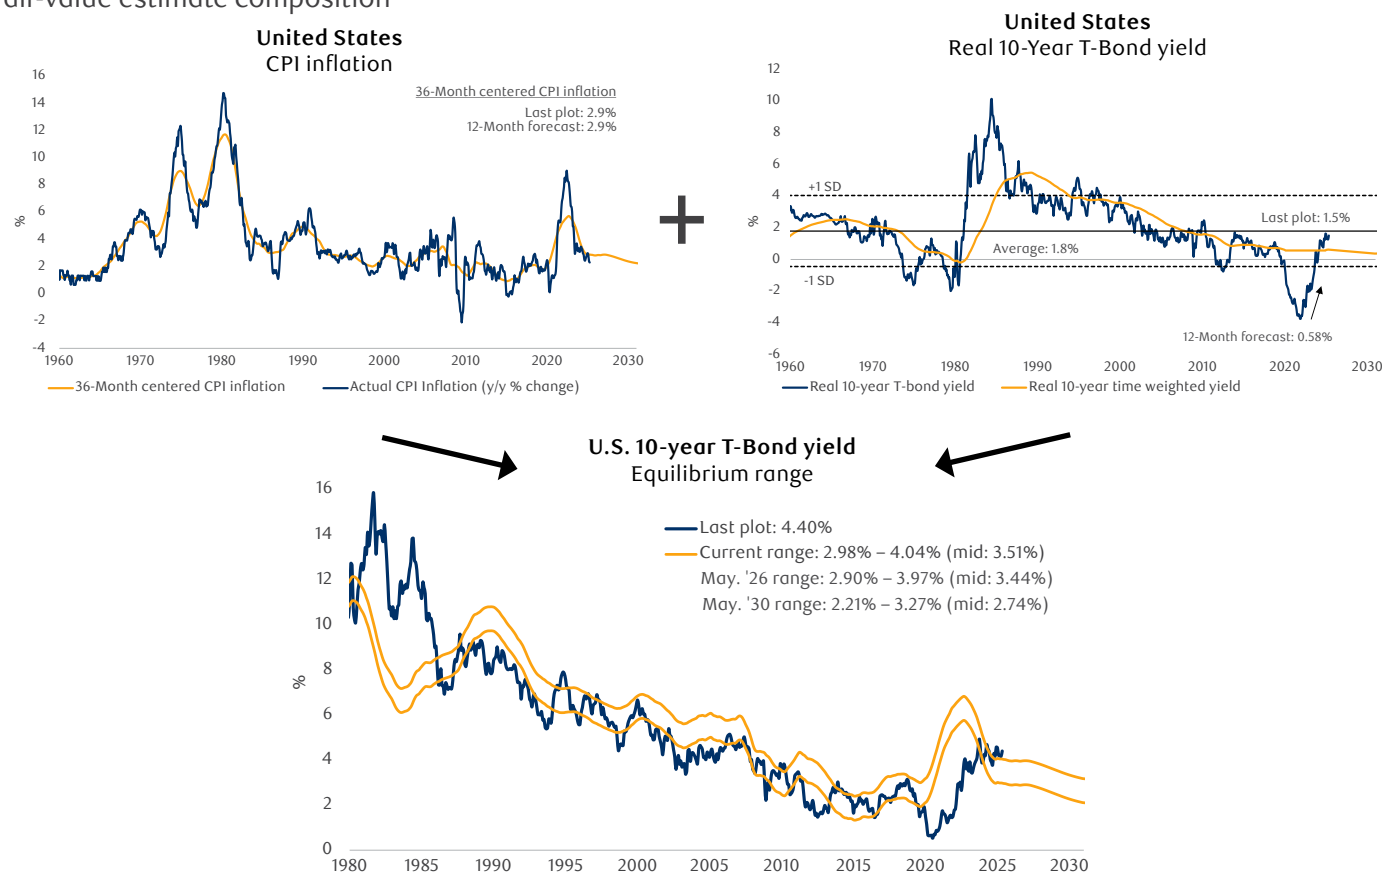 air-value estimate composition
United States
CPI inflation
16
14
12
10
8
6
4
2
0
-2
-4
%
36-Month centered CPI inflation
Last plot: 2.9%
12-Month forecast: 2.9%
1960 1970 1980 1990 2000 2010 2020 2030
36-Month centered CPI inflation Actual CPI Inflation (y/y % change)
+
United States
Real 10-Year T-Bond yield
12
10
8
6
4
2
0
-2
-4
-6
%
+1 SD
Last plot: 1.5%
Average: 1.8%
-1 SD
12-Month forecast: 0.58%
1960 1970 1980 1990 2000 2010 2020 2030
Real 10-year T-bond yield Real 10-year time weighted yield
U.S. 10-year T-Bond yield
Equilibrium range
16
14
12
10
8
6
4
2
0
%
Last plot: 4.40%
Current range: 2.98% – 4.04% (mid: 3.51%)
May. '26 range: 2.90% – 3.97% (mid: 3.44%)
May. '30 range: 2.21% – 3.27% (mid: 2.74%)
1980 1985 1990 1995 2000 2005 2010 2015 2020 2025 2030